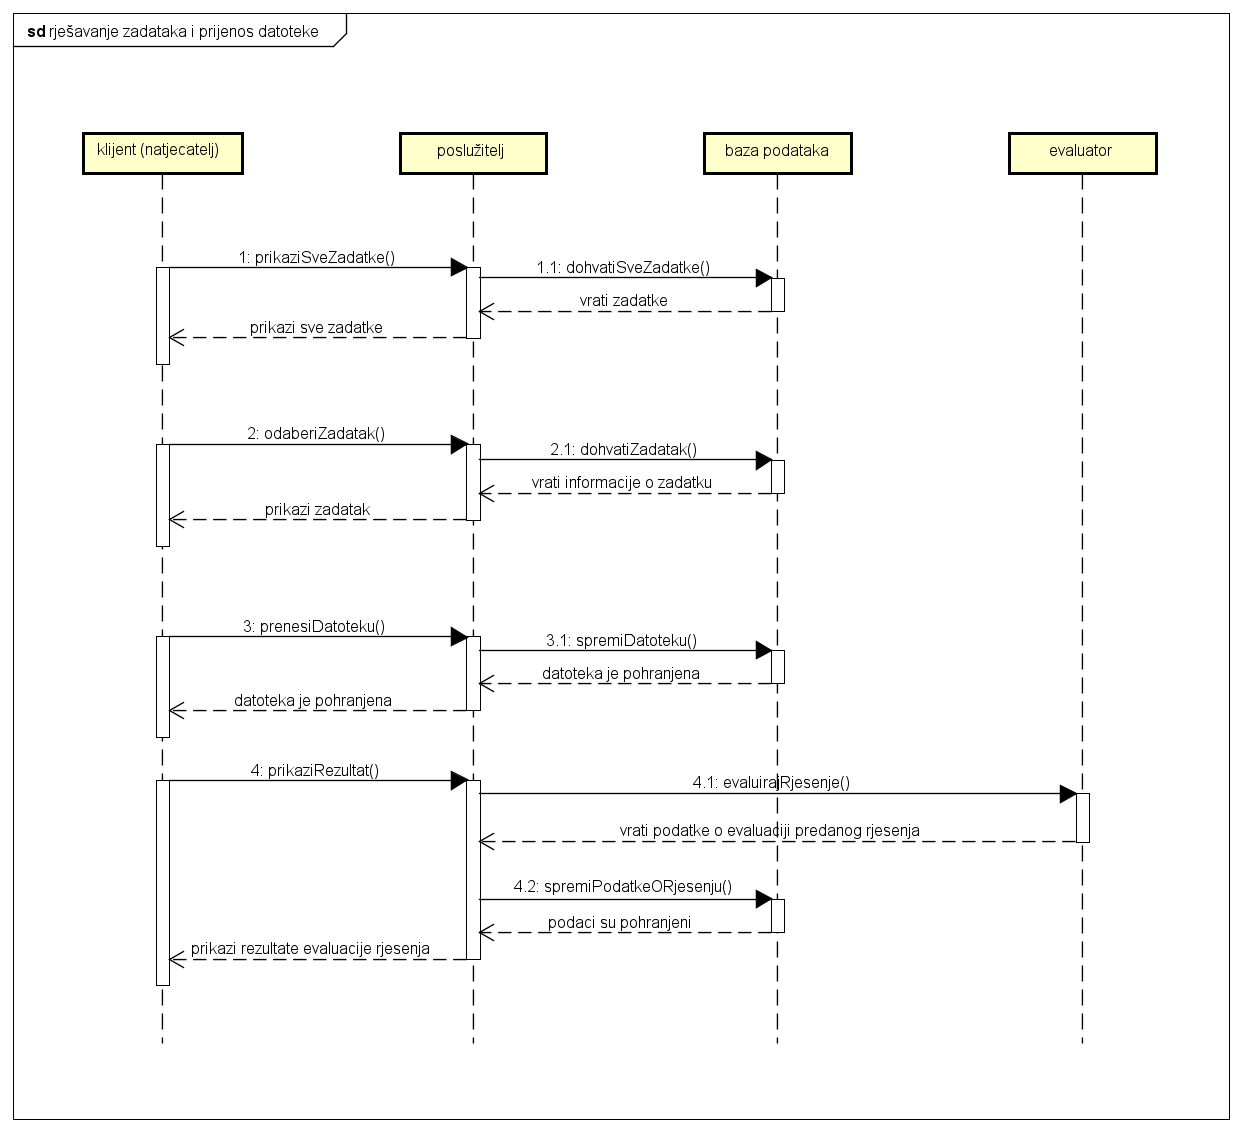 sd rješavanje zadataka i prijenos datoteke
klijent (natjecatelj)
poslužitelj
baza podataka
evaluator
1: prikaziSveZadatke()
1.1: dohvatiSveZadatke()
vrati zadatke
prikazi sve zadatke
2: odaberiZadatak()
2.1: dohvatiZadatak()
vrati informacije o zadatku
prikazi zadatak
3: prenesiDatoteku()
3.1: spremiDatoteku()
datoteka je pohranjena
datoteka je pohranjena
4: prikaziRezultat()
4.1: evaluirajRjesenje()
vrati podatke o evaluaciji predanog rjesenja
4.2: spremiPodatkeORjesenju()
podaci su pohranjeni
prikazi rezultate evaluacije rjesenja